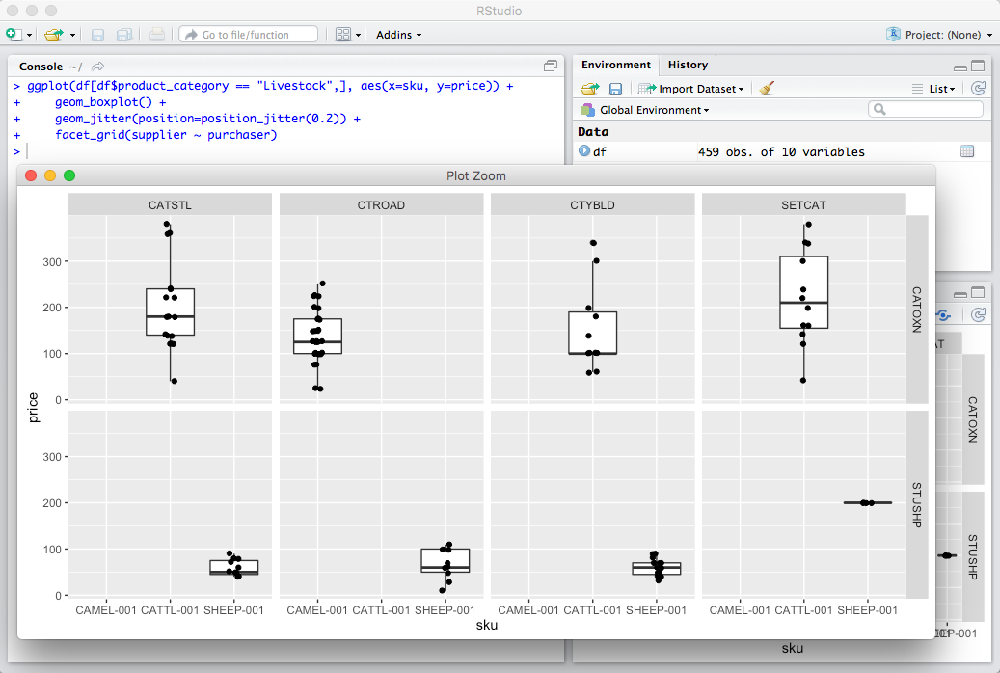 RStudio
Go to file/function
Addins
Project: (None)
Console ~/
> ggplot(df[df$product_category == "Livestock",], aes(x=sku, y=price)) +
+ geom_boxplot() +
+ geom_jitter(position=position_jitter(0.2)) +
+ facet_grid(supplier ~ purchaser)
>
Environment History
Import Dataset List
Global Environment
Data
df 459 obs. of 10 variables
Plot Zoom
CATSTL CTROAD CTYBLD SETCAT
CATOXN
300
200
100
0
price
STUSHP
300
200
100
0
CAMEL-001 CATTL-001 SHEEP-001 CAMEL-001 CATTL-001 SHEEP-001 CAMEL-001 CATTL-001 SHEEP-001 CAMEL-001 CATTL-001 SHEEP-001
sku
AT
CATOXN
STUSHP
EP-001
sku